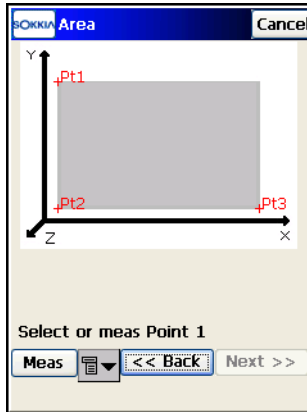 SOKKIA Area Cancel
Y
Pt1
Pt2 Pt3
Z X
Select or meas Point 1
Meas << Back Next >>